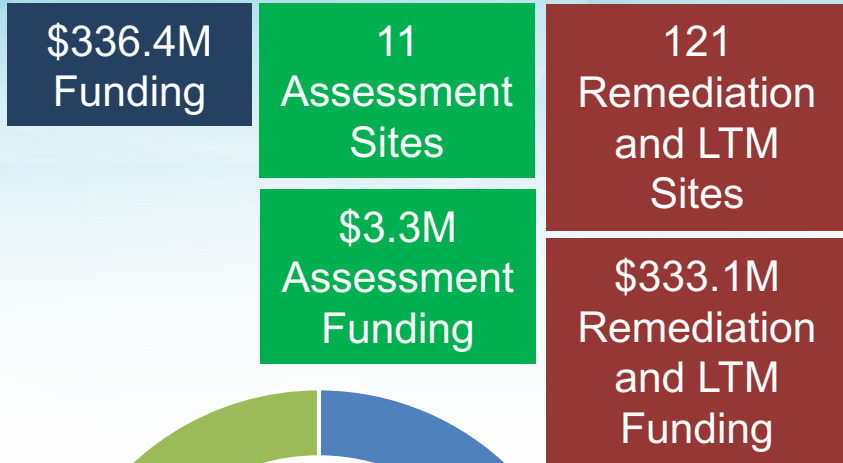 $336.4M
Funding
11
Assessment
Sites
$3.3M
Assessment
Funding
121
Remediation
and LTM
Sites
$333.1M
Remediation
and LTM
Funding